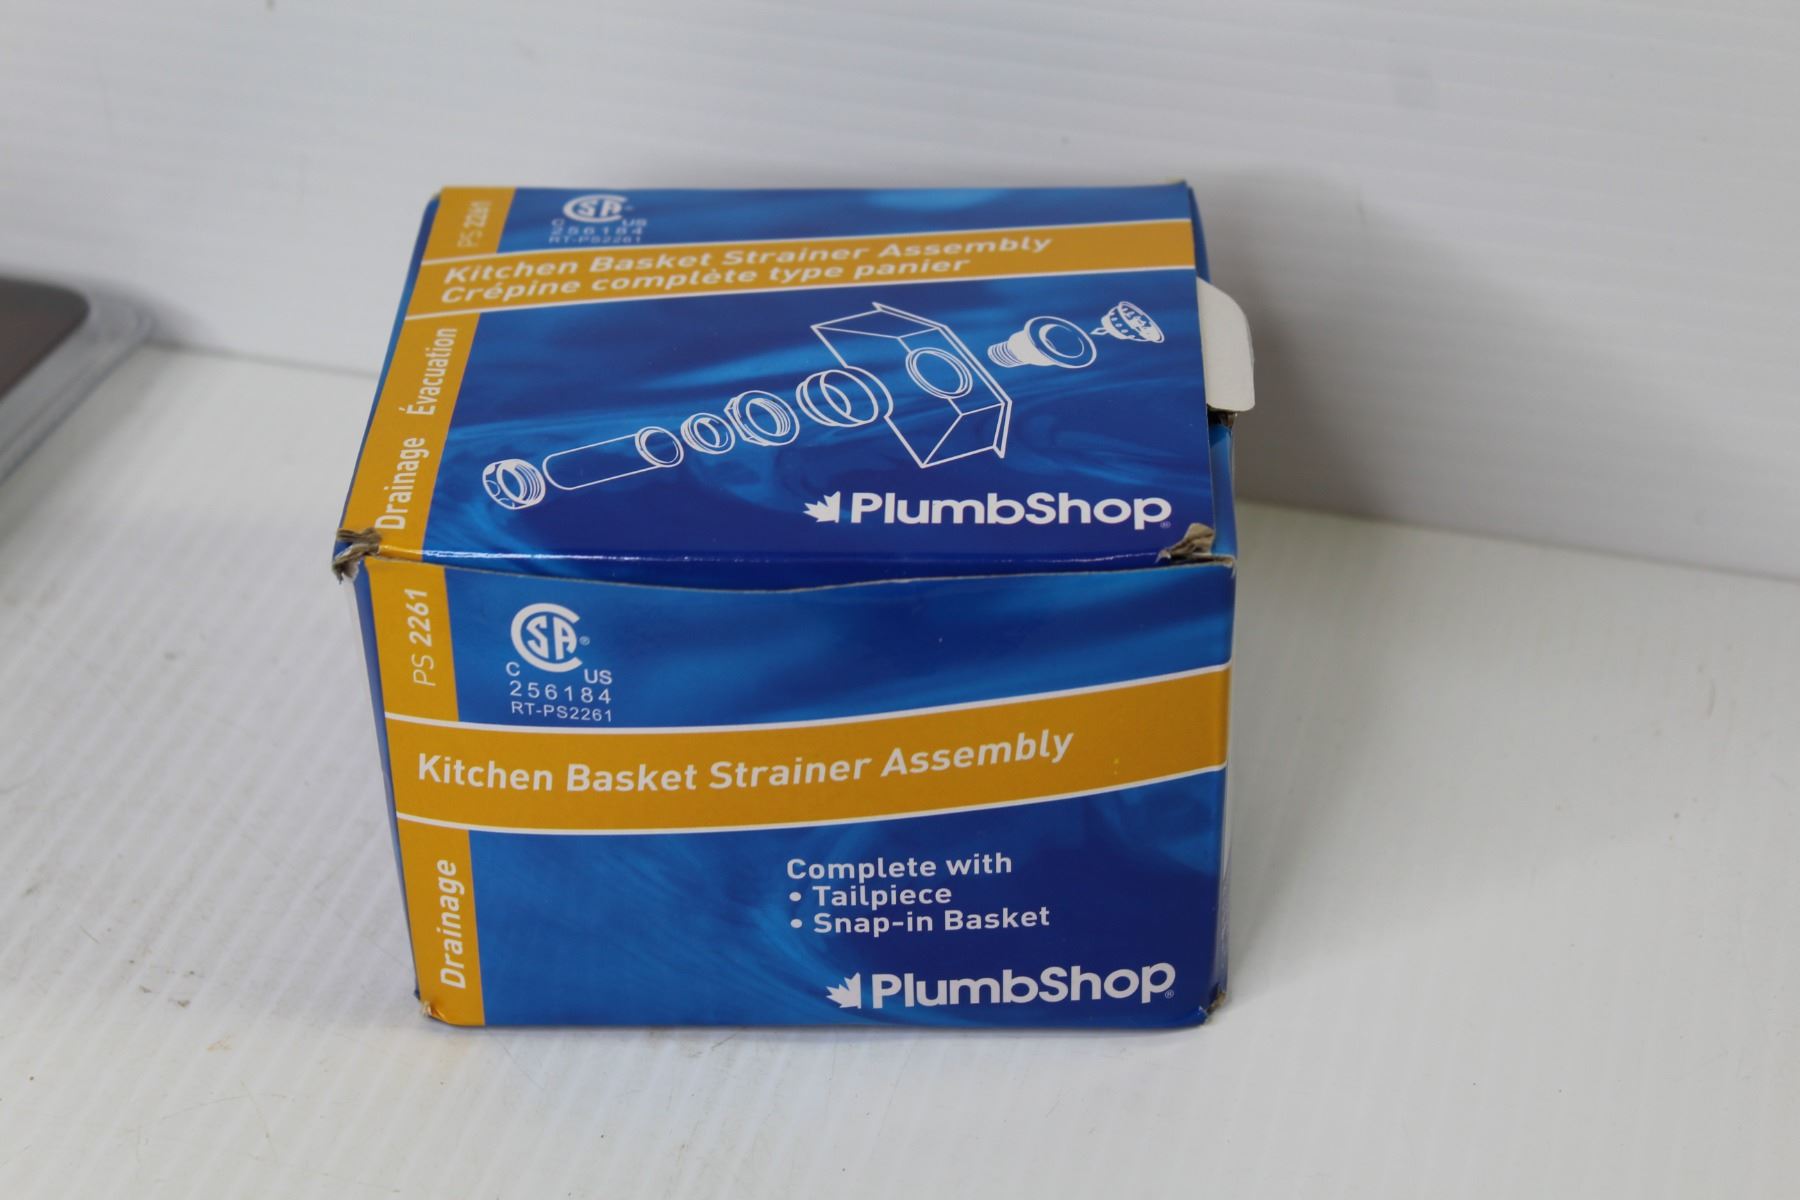 PS 2261
CSA
C US
256184
RT-PS2261
Kitchen Basket Strainer Assembly
Crépine complète type panier
Drainage Évacuation
PlumbShop®
PS 2261
CSA®
C US
256184
RT-PS2261
Kitchen Basket Strainer Assembly
Drainage
Complete with
• Tailpiece
• Snap-in Basket
PlumbShop®